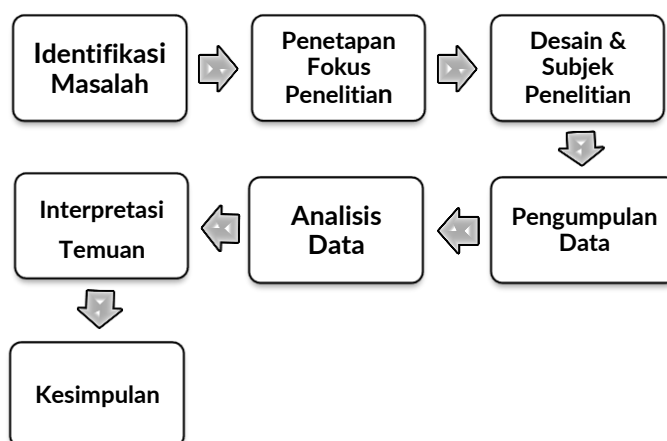 Identifikasi
Masalah
Penetapan
Fokus
Penelitian
Desain &
Subjek
Penelitian
Pengumpulan
Data
Analisis
Data
Interpretasi
Temuan
Kesimpulan